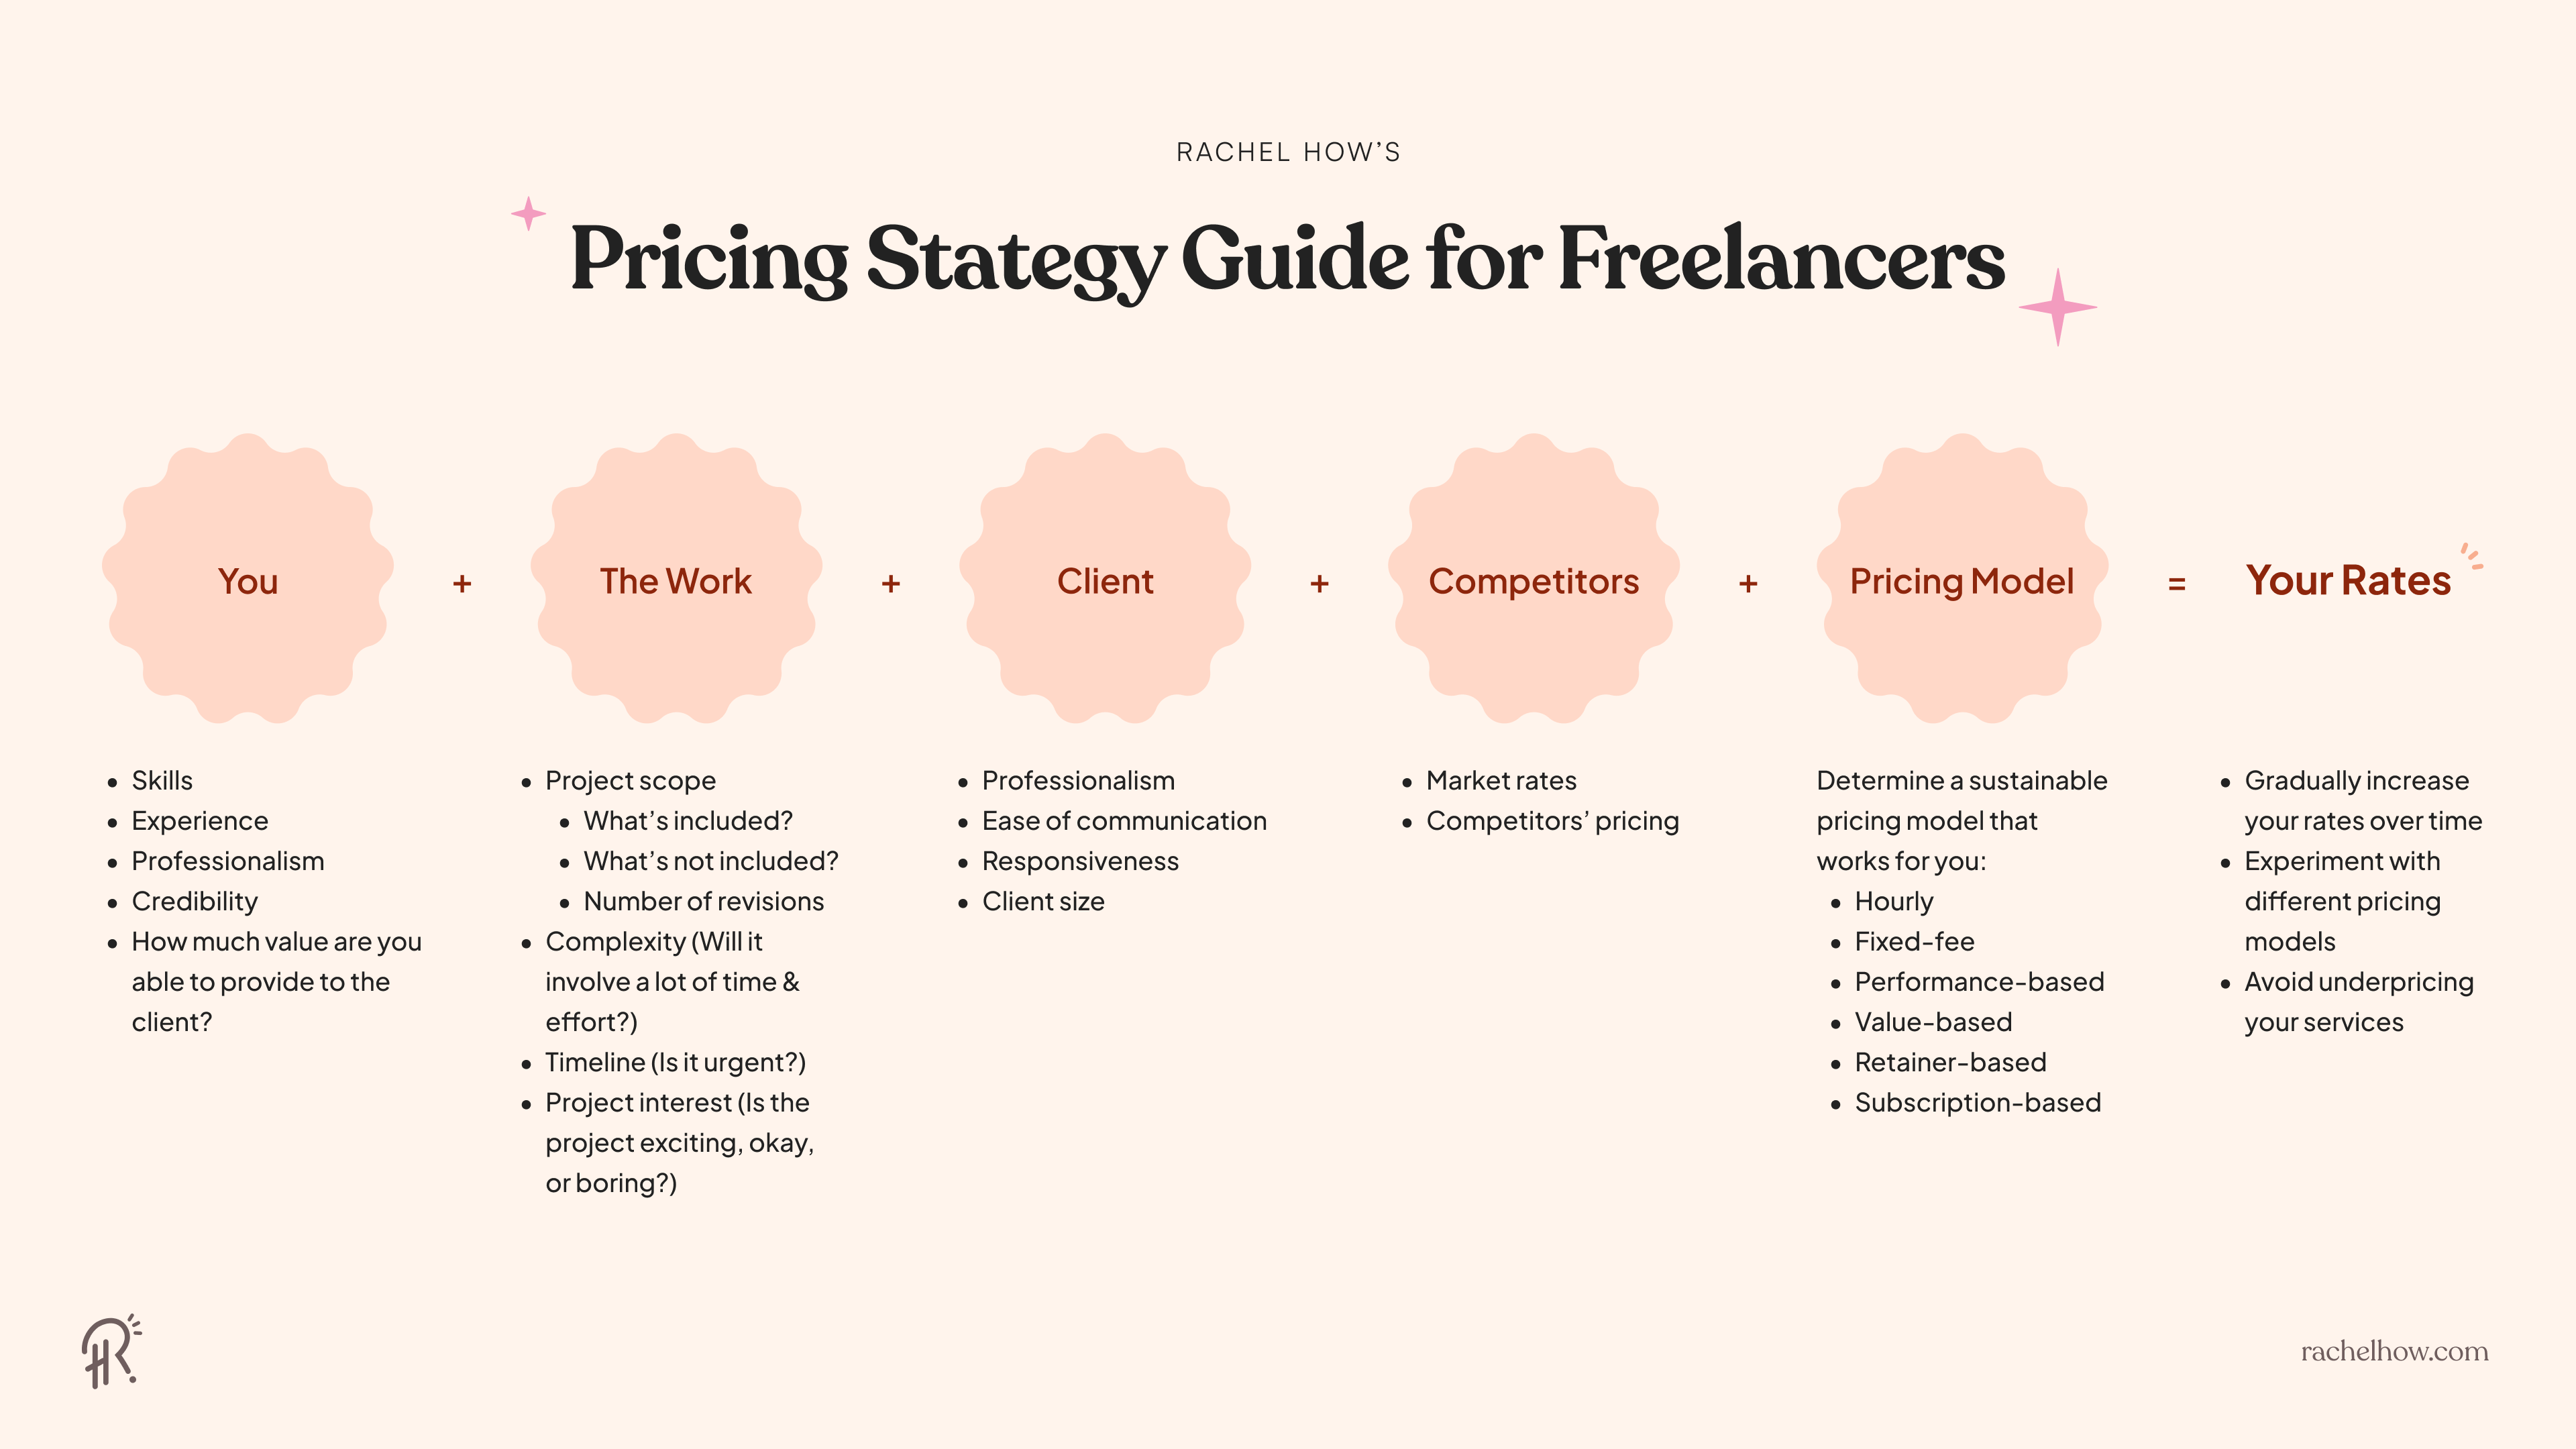 RACHEL HOW’S
Pricing Stategy Guide for Freelancers
You
+
The Work
+
Client
+
Competitors
+
Pricing Model
=
Your Rates
• Skills
• Experience
• Professionalism
• Credibility
• How much value are you
able to provide to the
client?
• Project scope
• What’s included?
• What’s not included?
• Number of revisions
• Complexity (Will it
involve a lot of time &
effort?)
• Timeline (Is it urgent?)
• Project interest (Is the
project exciting, okay,
or boring?)
• Professionalism
• Ease of communication
• Responsiveness
• Client size
• Market rates
• Competitors’ pricing
Determine a sustainable
pricing model that
works for you:
• Hourly
• Fixed-fee
• Performance-based
• Value-based
• Retainer-based
• Subscription-based
• Gradually increase
your rates over time
• Experiment with
different pricing
models
• Avoid underpricing
your services
HR.
rachelhow.com